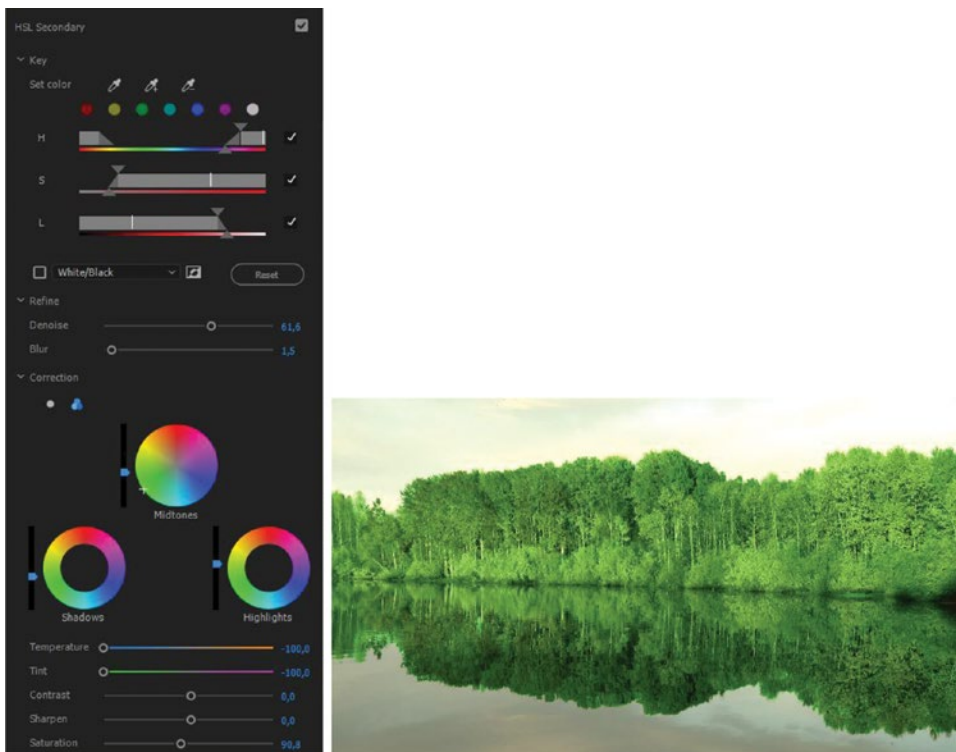 HSL Secondary
Key
Set color
H
S
L
White/Black
Reset
Refine
Denoise 61,6
Blur 1,5
Correction
Midtones
Shadows Highlights
Temperature -100,0
Tint -100,0
Contrast 0,0
Sharpen 0,0
Saturation 90,8